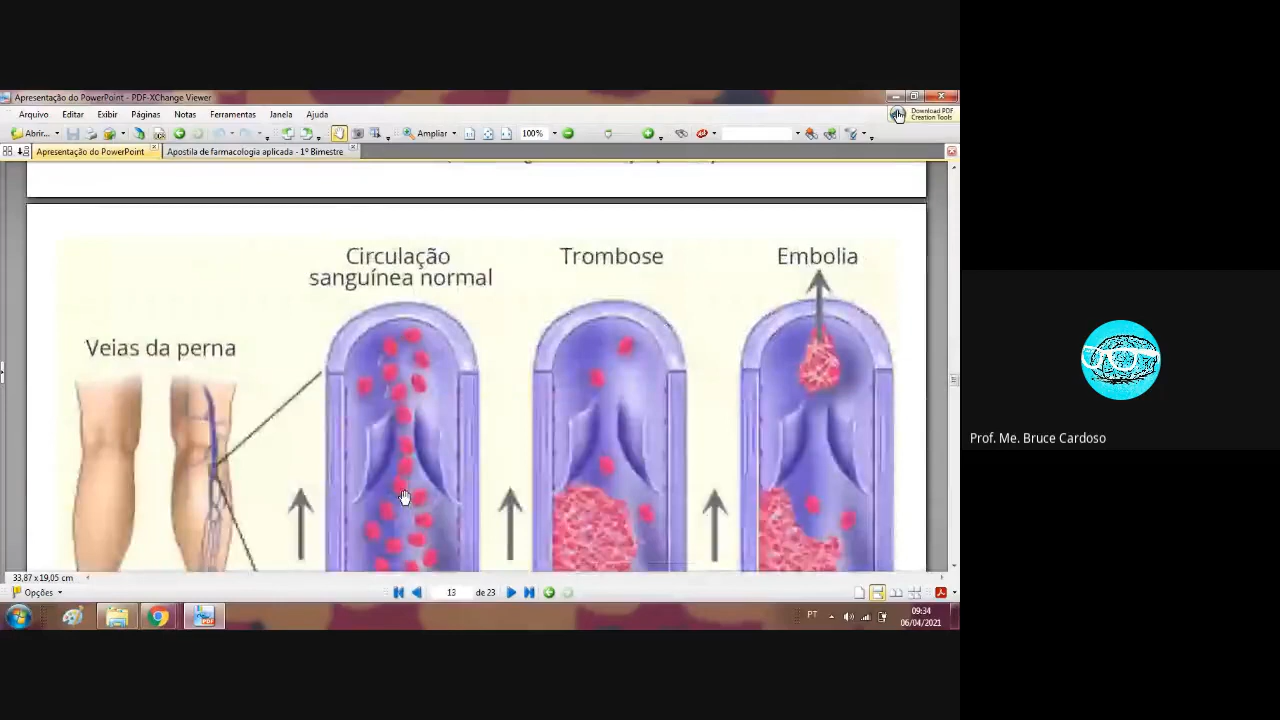 Apresentação do PowerPoint - PDF-XChange Viewer
Arquivo Editar Exibir Páginas Notas Ferramentas Janela Ajuda
Download PDF
Creation Tools
Abrir... Ampliar 100%
Apresentação do PowerPoint Apostila de farmacologia aplicada - 1º Bimestre
Circulação
sanguínea normal
Trombose
Embolia
Veias da perna
Prof. Me. Bruce Cardoso
33,87 x 19,05 cm
Opções 13 de 23
PT 09:34
06/04/2021